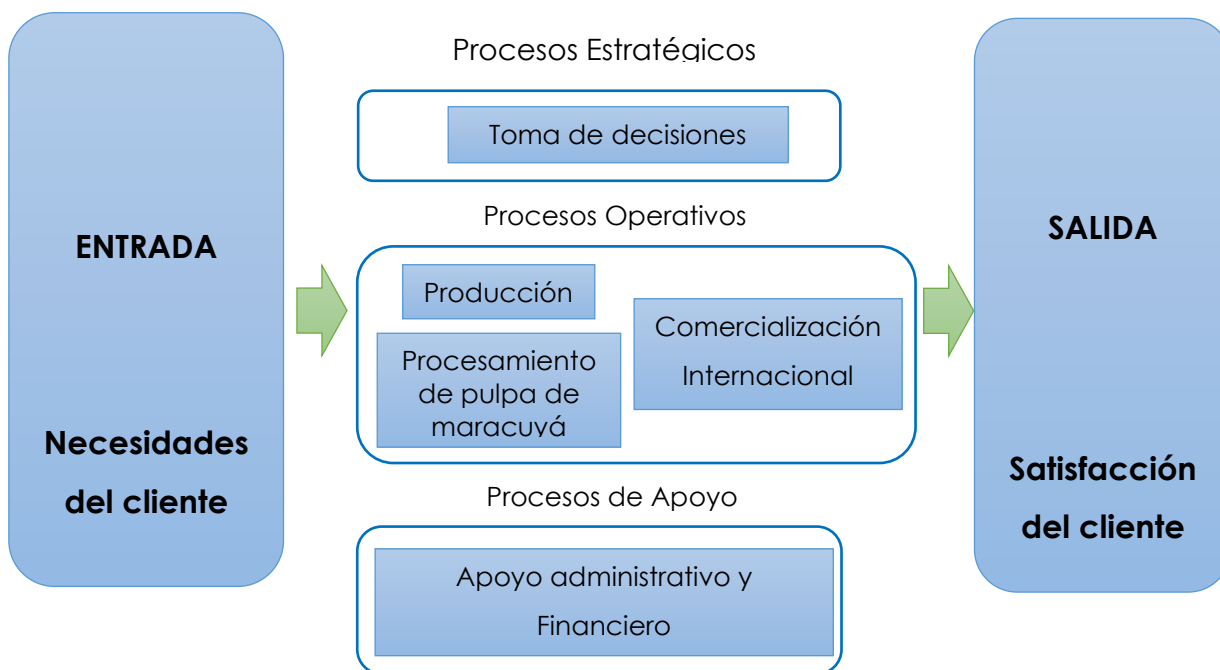 ENTRADA
Necesidades
del cliente
Procesos Estratégicos
Toma de decisiones
Procesos Operativos
Producción
Procesamiento
de pulpa de
maracuyá
Comercialización
Internacional
Procesos de Apoyo
Apoyo administrativo y
Financiero
SALIDA
Satisfacción
del cliente